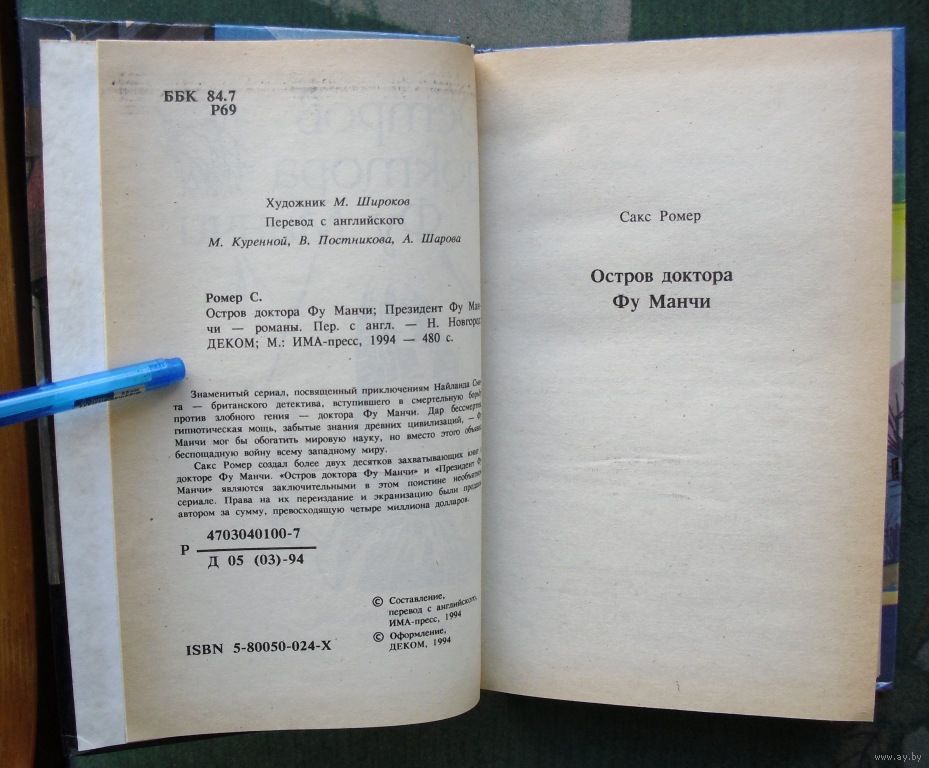 ББК 84.7
Р69
Художник М. Широков
Перевод с английского
М. Куренной, В. Постникова, А. Шарова
Ромер С.
Остров доктора Фу Манчи; Президент Фу Ман-
чи — романы. Пер. с англ. — Н. Новгород:
ДЕКОМ; М.: ИМА-пресс, 1994 — 480 с.
Знаменитый сериал, посвященный приключениям Найланда
та — британского детектива, вступившего в смертельную
против злобного гения — доктора Фу Манчи. Дар
гипнотическая мощь, забытые знания древних цивилизаций, —
Манчи мог бы обогатить мировую науку, но вместо этого
беспощадную войну всему западному миру.
Сакс Ромер создал более двух десятков захватывающих книг
докторе Фу Манчи. «Остров доктора Фу Манчи» и «Президент
Манчи» являются заключительными в этом поистине
сериале. Права на их переиздание и экранизацию были
автором за сумму, превосходящую четыре миллиона долларов.
Р 4703040100-7
Д 05 (03)-94
© Составление,
перевод с английского,
ИМА-пресс, 1994
© Оформление,
ДЕКОМ, 1994
ISBN 5-80050-024-X
Сакс Ромер
Остров доктора
Фу Манчи
www.ay.by